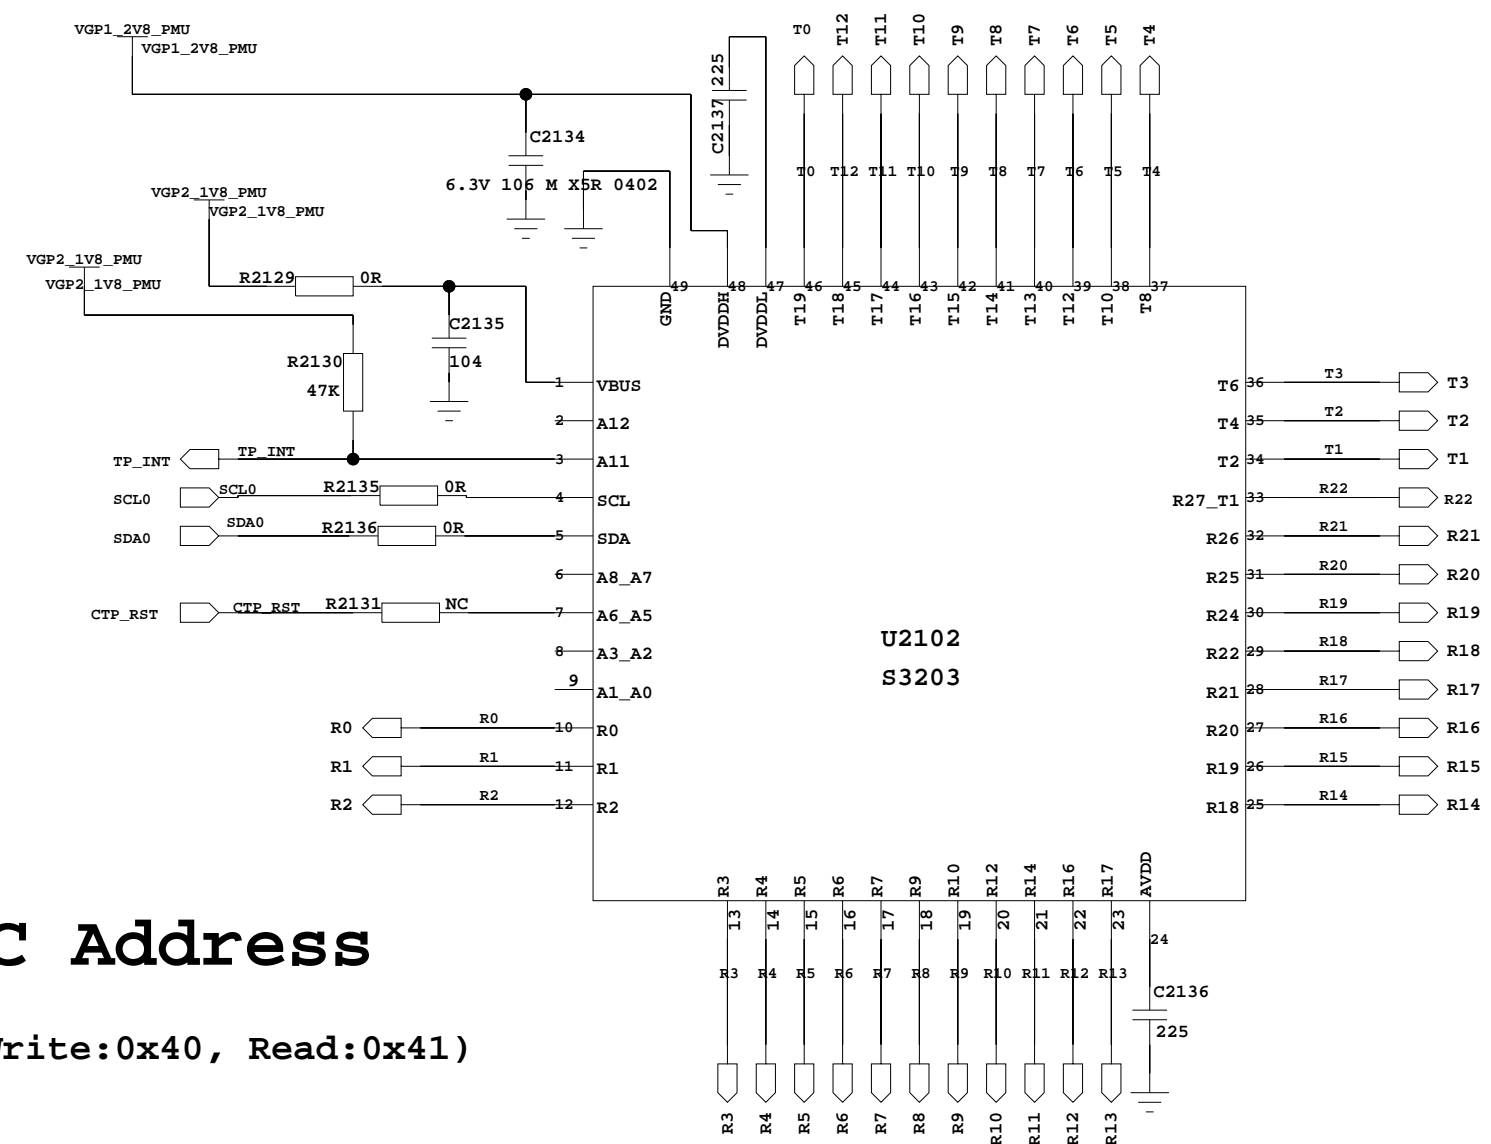 VGP1_2V8_PMU
VGP1_2V8_PMU
C2134
6.3V 106 M X5R 0402
225
C2137
T0 T12 T11 T10 T9 T8 T7 T6 T5 T4
T0 T12 T11 T10 T9 T8 T7 T6 T5 T4
VGP2_1V8_PMU
VGP2_1V8_PMU
VGP2_1V8_PMU
VGP2_1V8_PMU
R2129 0R
C2135
104
R2130
47K
49 48 47 46 45 44 43 42 41 40 39 38 37
GND DVDDH DVDDL T19 T18 T17 T16 T15 T14 T13 T12 T10 T8
1 VBUS
2 A12
TP_INT TP_INT 3 A11
SCL0 SCL0 R2135 0R 4 SCL
SDA0 SDA0 R2136 0R 5 SDA
6 A8_A7
CTP_RST CTP_RST R2131 NC 7 A6_A5
8 A3_A2
9 A1_A0
R0 R0 10 R0
R1 R1 11 R1
R2 R2 12 R2
U2102
S3203
T6 36 T3 T3
T4 35 T2 T2
T2 34 T1 T1
R27_T1 33 R22 R22
R26 32 R21 R21
R25 31 R20 R20
R24 30 R19 R19
R22 29 R18 R18
R21 28 R17 R17
R20 27 R16 R16
R19 26 R15 R15
R18 25 R14 R14
R3 R4 R5 R6 R7 R9 R10 R12 R14 R16 R17 AVDD
13 14 15 16 17 18 19 20 21 22 23 24
R3 R4 R5 R6 R7 R8 R9 R10 R11 R12 R13
C2136
225
R3 R4 R5 R6 R7 R8 R9 R10 R11 R12 R13
C Address
Write:0x40, Read:0x41)